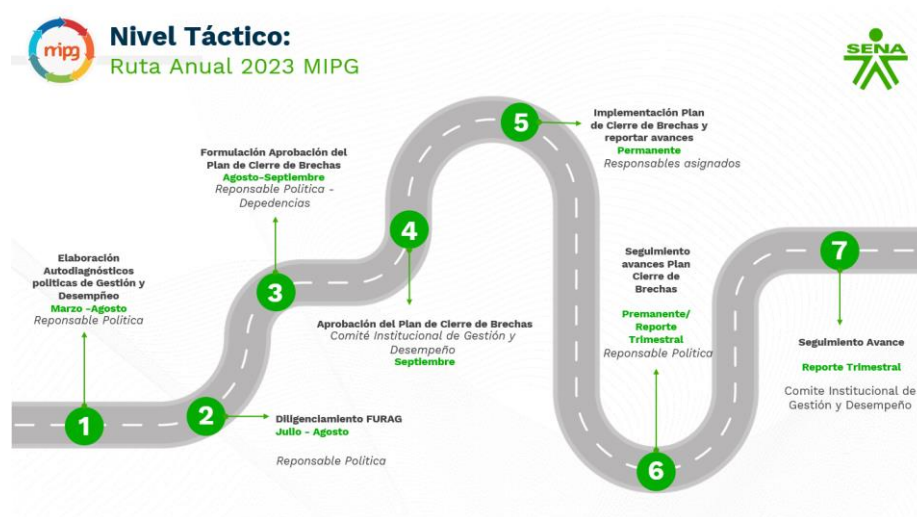 mipg
Nivel Táctico:
Ruta Anual 2023 MIPG
SENA
1
Elaboración
Autodiagnósticos
políticas de Gestión y
Desempñeo
Marzo -Agosto
Reponsable Política
2
Diligenciamiento FURAG
Julio - Agosto
Reponsable Política
3
Formulación Aprobación del
Plan de Cierre de Brechas
Agosto-Septiembre
Reponsable Política -
Depedencias
4
Aprobación del Plan de Cierre de Brechas
Comité Institucional de Gestión y
Desempeño
Septiembre
5
Implementación Plan
de Cierre de Brechas y
reportar avances
Permanente
Responsables asignados
6
Seguimiento
avances Plan
Cierre de
Brechas
Premanente/
Reporte
Trimestral
Reponsable Política
7
Seguimiento Avance
Reporte Trimestral
Comite Institucional de
Gestión y Desempeño